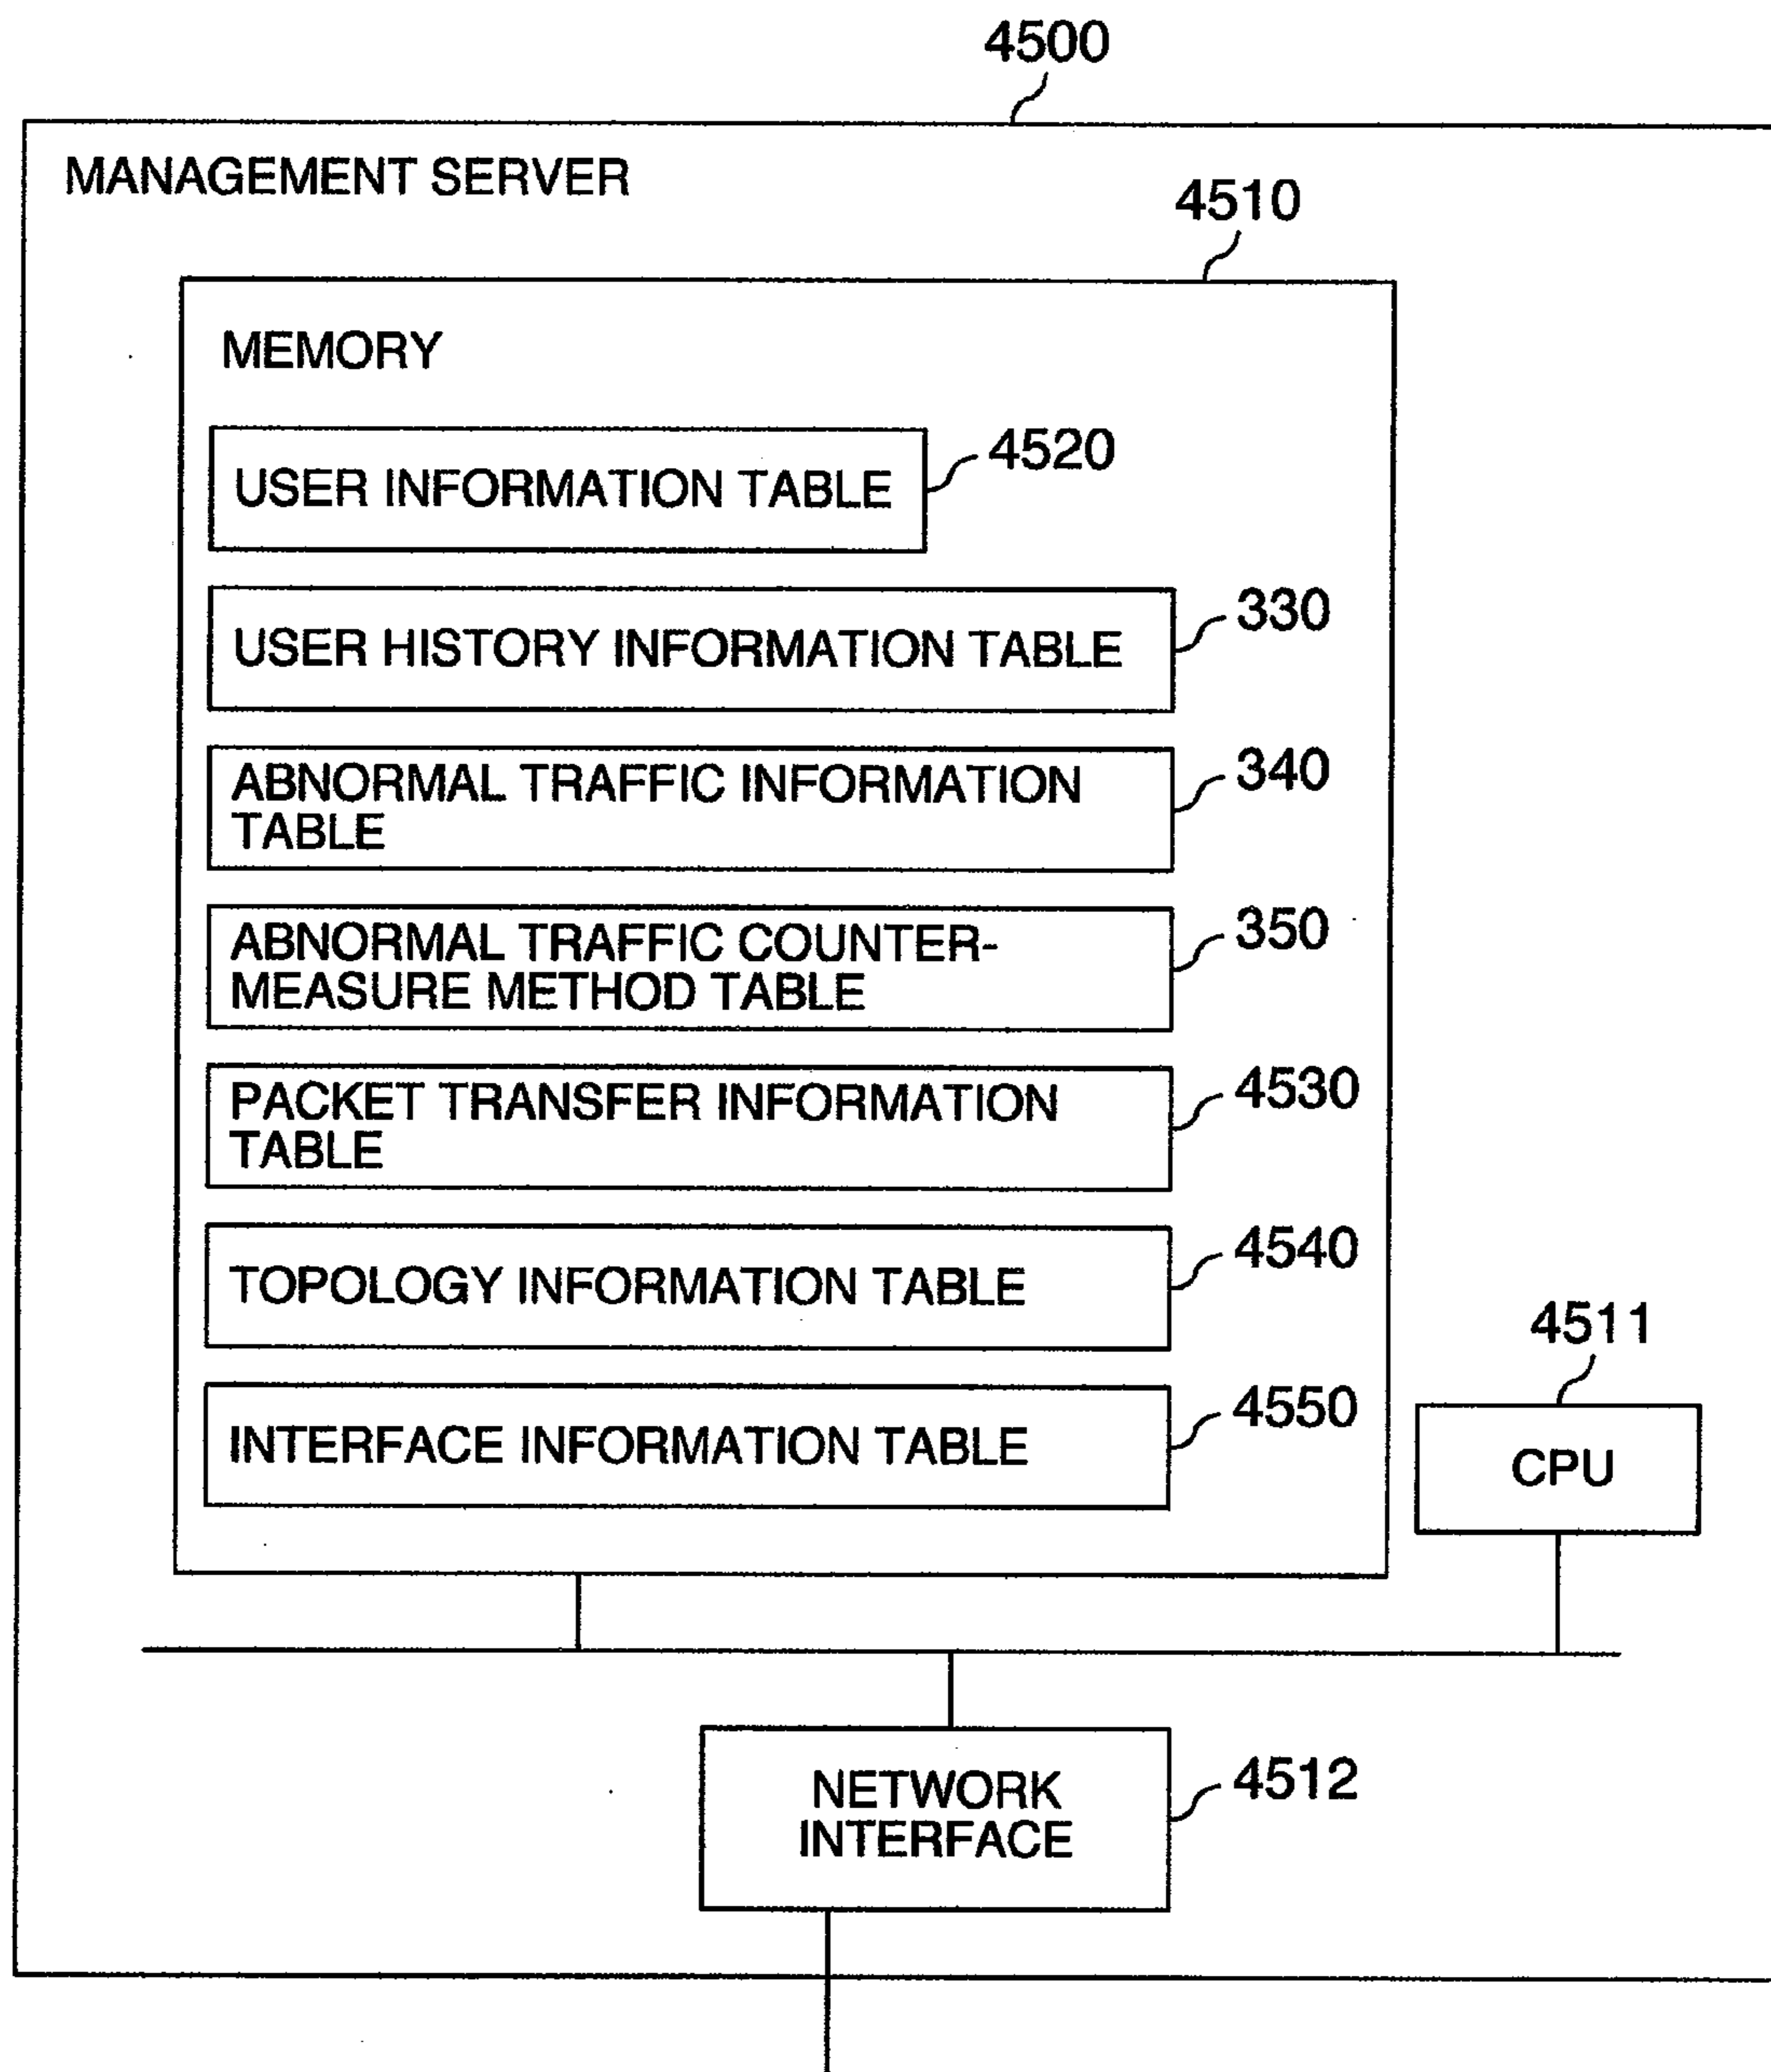 4500
MANAGEMENT SERVER
4510
MEMORY
USER INFORMATION TABLE
4520
USER HISTORY INFORMATION TABLE
330
ABNORMAL TRAFFIC INFORMATION
TABLE
340
ABNORMAL TRAFFIC COUNTER-
MEASURE METHOD TABLE
350
PACKET TRANSFER INFORMATION
TABLE
4530
TOPOLOGY INFORMATION TABLE
4540
INTERFACE INFORMATION TABLE
4550
4511
CPU
NETWORK
INTERFACE
4512